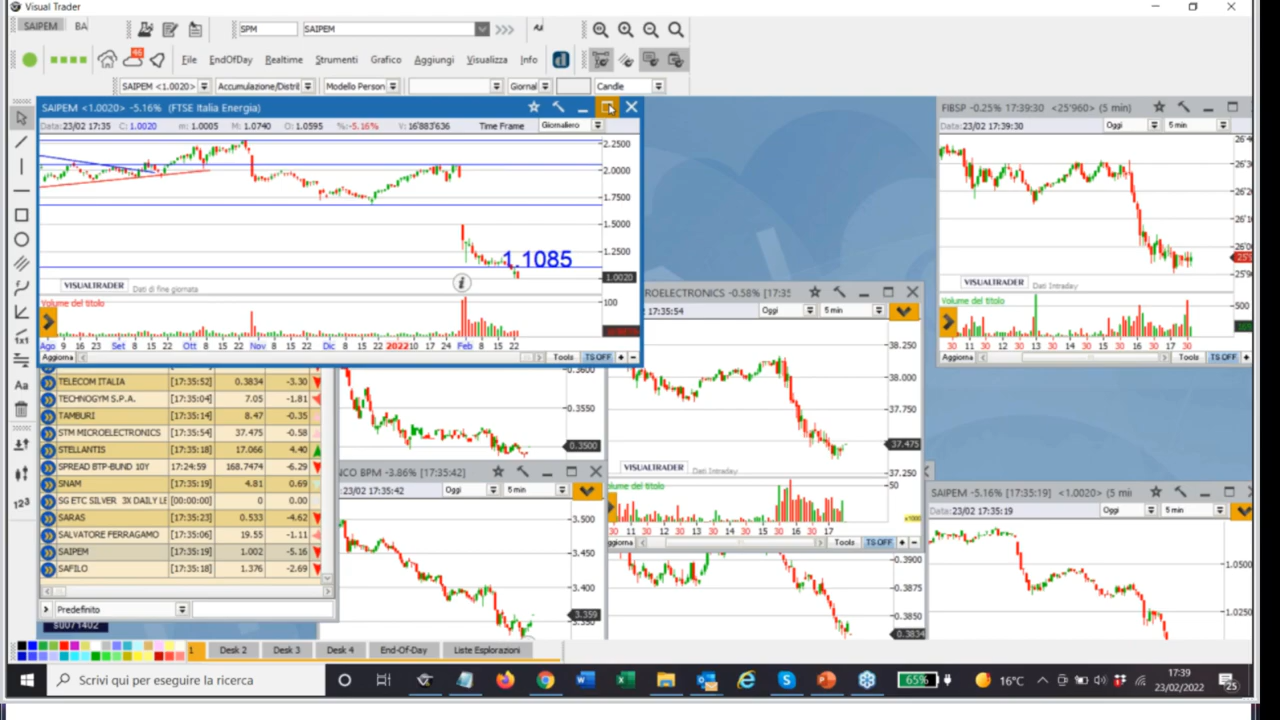 Visual Trader
SAIPEM BA
SPM SAIPEM
46
File EndOfDay Realtime Strumenti Grafico Aggiungi Visualizza Info
SAIPEM <1.0020> Accumulazione/Distril Modello Person Giornal Candle
SAIPEM <1.0020> -5.16% (FTSE Italia Energia)
Data:23/02 17:35 C: 1.0020 m: 1.0005 M: 1.0740 O: 1.0595 %:-5.16% V: 16'883'636 Time Frame Giornaliero
2.2500
2.0000
1.7500
1.5000
1.2500
1.1085
1.0020
VISUALTRADER Dati di fine giornata
Volume del titolo
100
Ago 9 16 23 Set 8 15 22 Ott 8 15 22 Nov 8 15 22 Dic 8 15 22 2022 10 17 24 Feb 8 15 22
Aggiorna Tools TS OFF
FIBSP -0.25% 17:39:30 <25'960> (5 min)
Data:23/02 17:39:30 Oggi 5 min
VISUALTRADER Dati Intraday
Volume del titolo
500
30 11 30 12 30 13 30 14 30 15 30 16 30 17 30
Aggiorna Tools TS OFF
ROELECTRONICS -0.58% [17:35
17:35:54 Oggi 5 min
38.250
38.000
37.750
37.475
37.250
VISUALTRADER Dati Intraday
lume del titolo
50
x1000
30 11 30 12 30 13 30 14 30 15 30 16 30 17
ggiorna Tools TS OFF
0.3900
0.3875
0.3850
0.3834
TELECOM ITALIA [17:35:52] 0.3834 -3.30
TECHNOGYM S.P.A. [17:35:04] 7.05 -1.81
TAMBURI [17:35:14] 8.47 -0.35
STM MICROELECTRONICS [17:35:54] 37.475 -0.58
STELLANTIS [17:35:18] 17.066 4.40
SPREAD BTP-BUND 10Y 17:24:59 168.7474 -6.29
SNAM [17:35:19] 4.81 0.69
SG ETC SILVER 3X DAILY LE [00:00:00] 0 0.00
SARAS [17:35:23] 0.533 -4.62
SALVATORE FERRAGAMO [17:35:06] 19.55 -1.11
SAIPEM [17:35:19] 1.002 -5.16
SAFILO [17:35:18] 1.376 -2.69
Predefinito
0.3550
0.3500
NCO BPM -3.86% [17:35:42]
23/02 17:35:42 Oggi 5 min
3.500
3.450
3.400
3.359
SAIPEM -5.16% [17:35:19] <1.0020> (5 mi
Data:23/02 17:35:19 Oggi 5 min
1.0500
1.0250
1 Desk 2 Desk 3 Desk 4 End-Of-Day Liste Esplorazioni
Scrivi qui per eseguire la ricerca
65%
16°C
17:39
23/02/2022
25